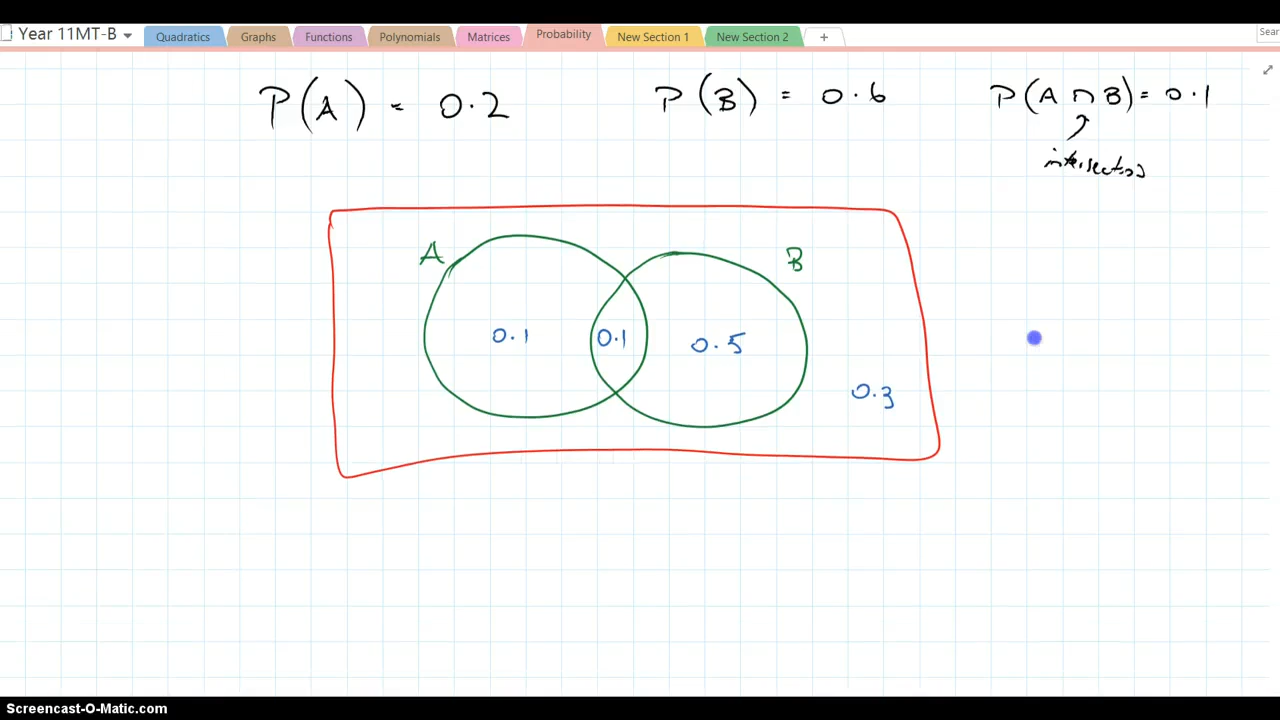 Year 11MT-B
Quadratics Graphs Functions Polynomials Matrices Probability New Section 1 New Section 2 +
Sear
P(A) = 0.2 P(B) = 0.6 P(A ∩ B) = 0.1
intersection
A B
0.1 0.1 0.5
0.3
Screencast-O-Matic.com